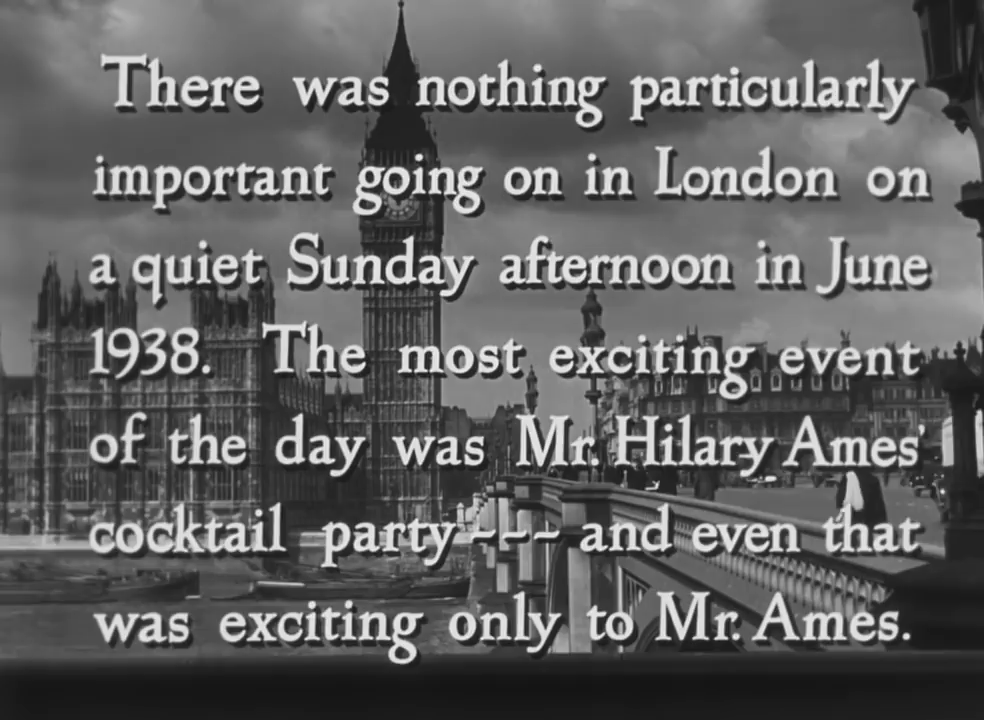 There was nothing particularly
important going on in London on
a quiet Sunday afternoon in June
1938. The most exciting event
of the day was Mr. Hilary Ames'
cocktail party --- and even that
was exciting only to Mr. Ames.